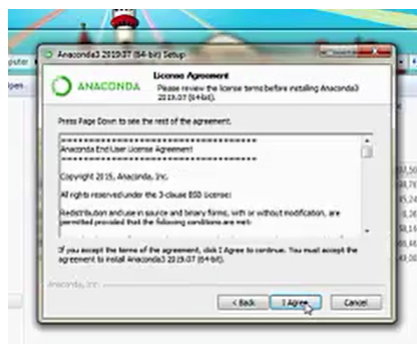 Anaconda3 2019.07 (64-bit) Setup
ANACONDA
License Agreement
Please review the license terms before installing Anaconda3
2019.07 (64-bit).
Press Page Down to see the rest of the agreement.
Anaconda End User License Agreement
Copyright 2015, Anaconda, Inc.
All rights reserved under the 3-clause BSD License:
Redistribution and use in source and binary forms, with or without modification, are
permitted provided that the following conditions are met:
If you accept the terms of the agreement, click I Agree to continue. You must accept the
agreement to install Anaconda3 2019.07 (64-bit).
Anaconda, Inc.
< Back
I Agree
Cancel